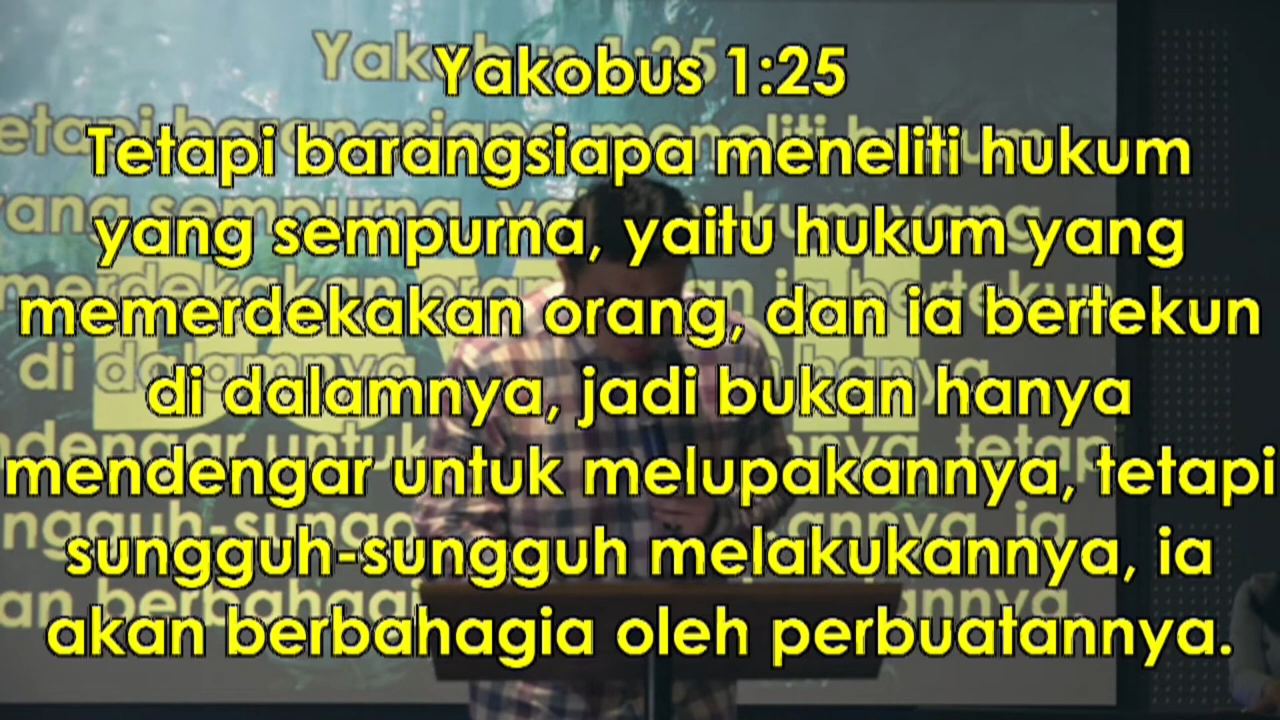 Yakobus 1:25
Tetapi barangsiapa meneliti hukum
yang sempurna, yaitu hukum yang
memerdekakan orang, dan ia bertekun
di dalamnya, jadi bukan hanya
mendengar untuk melupakannya, tetapi
sungguh-sungguh melakukannya, ia
akan berbahagia oleh perbuatannya.